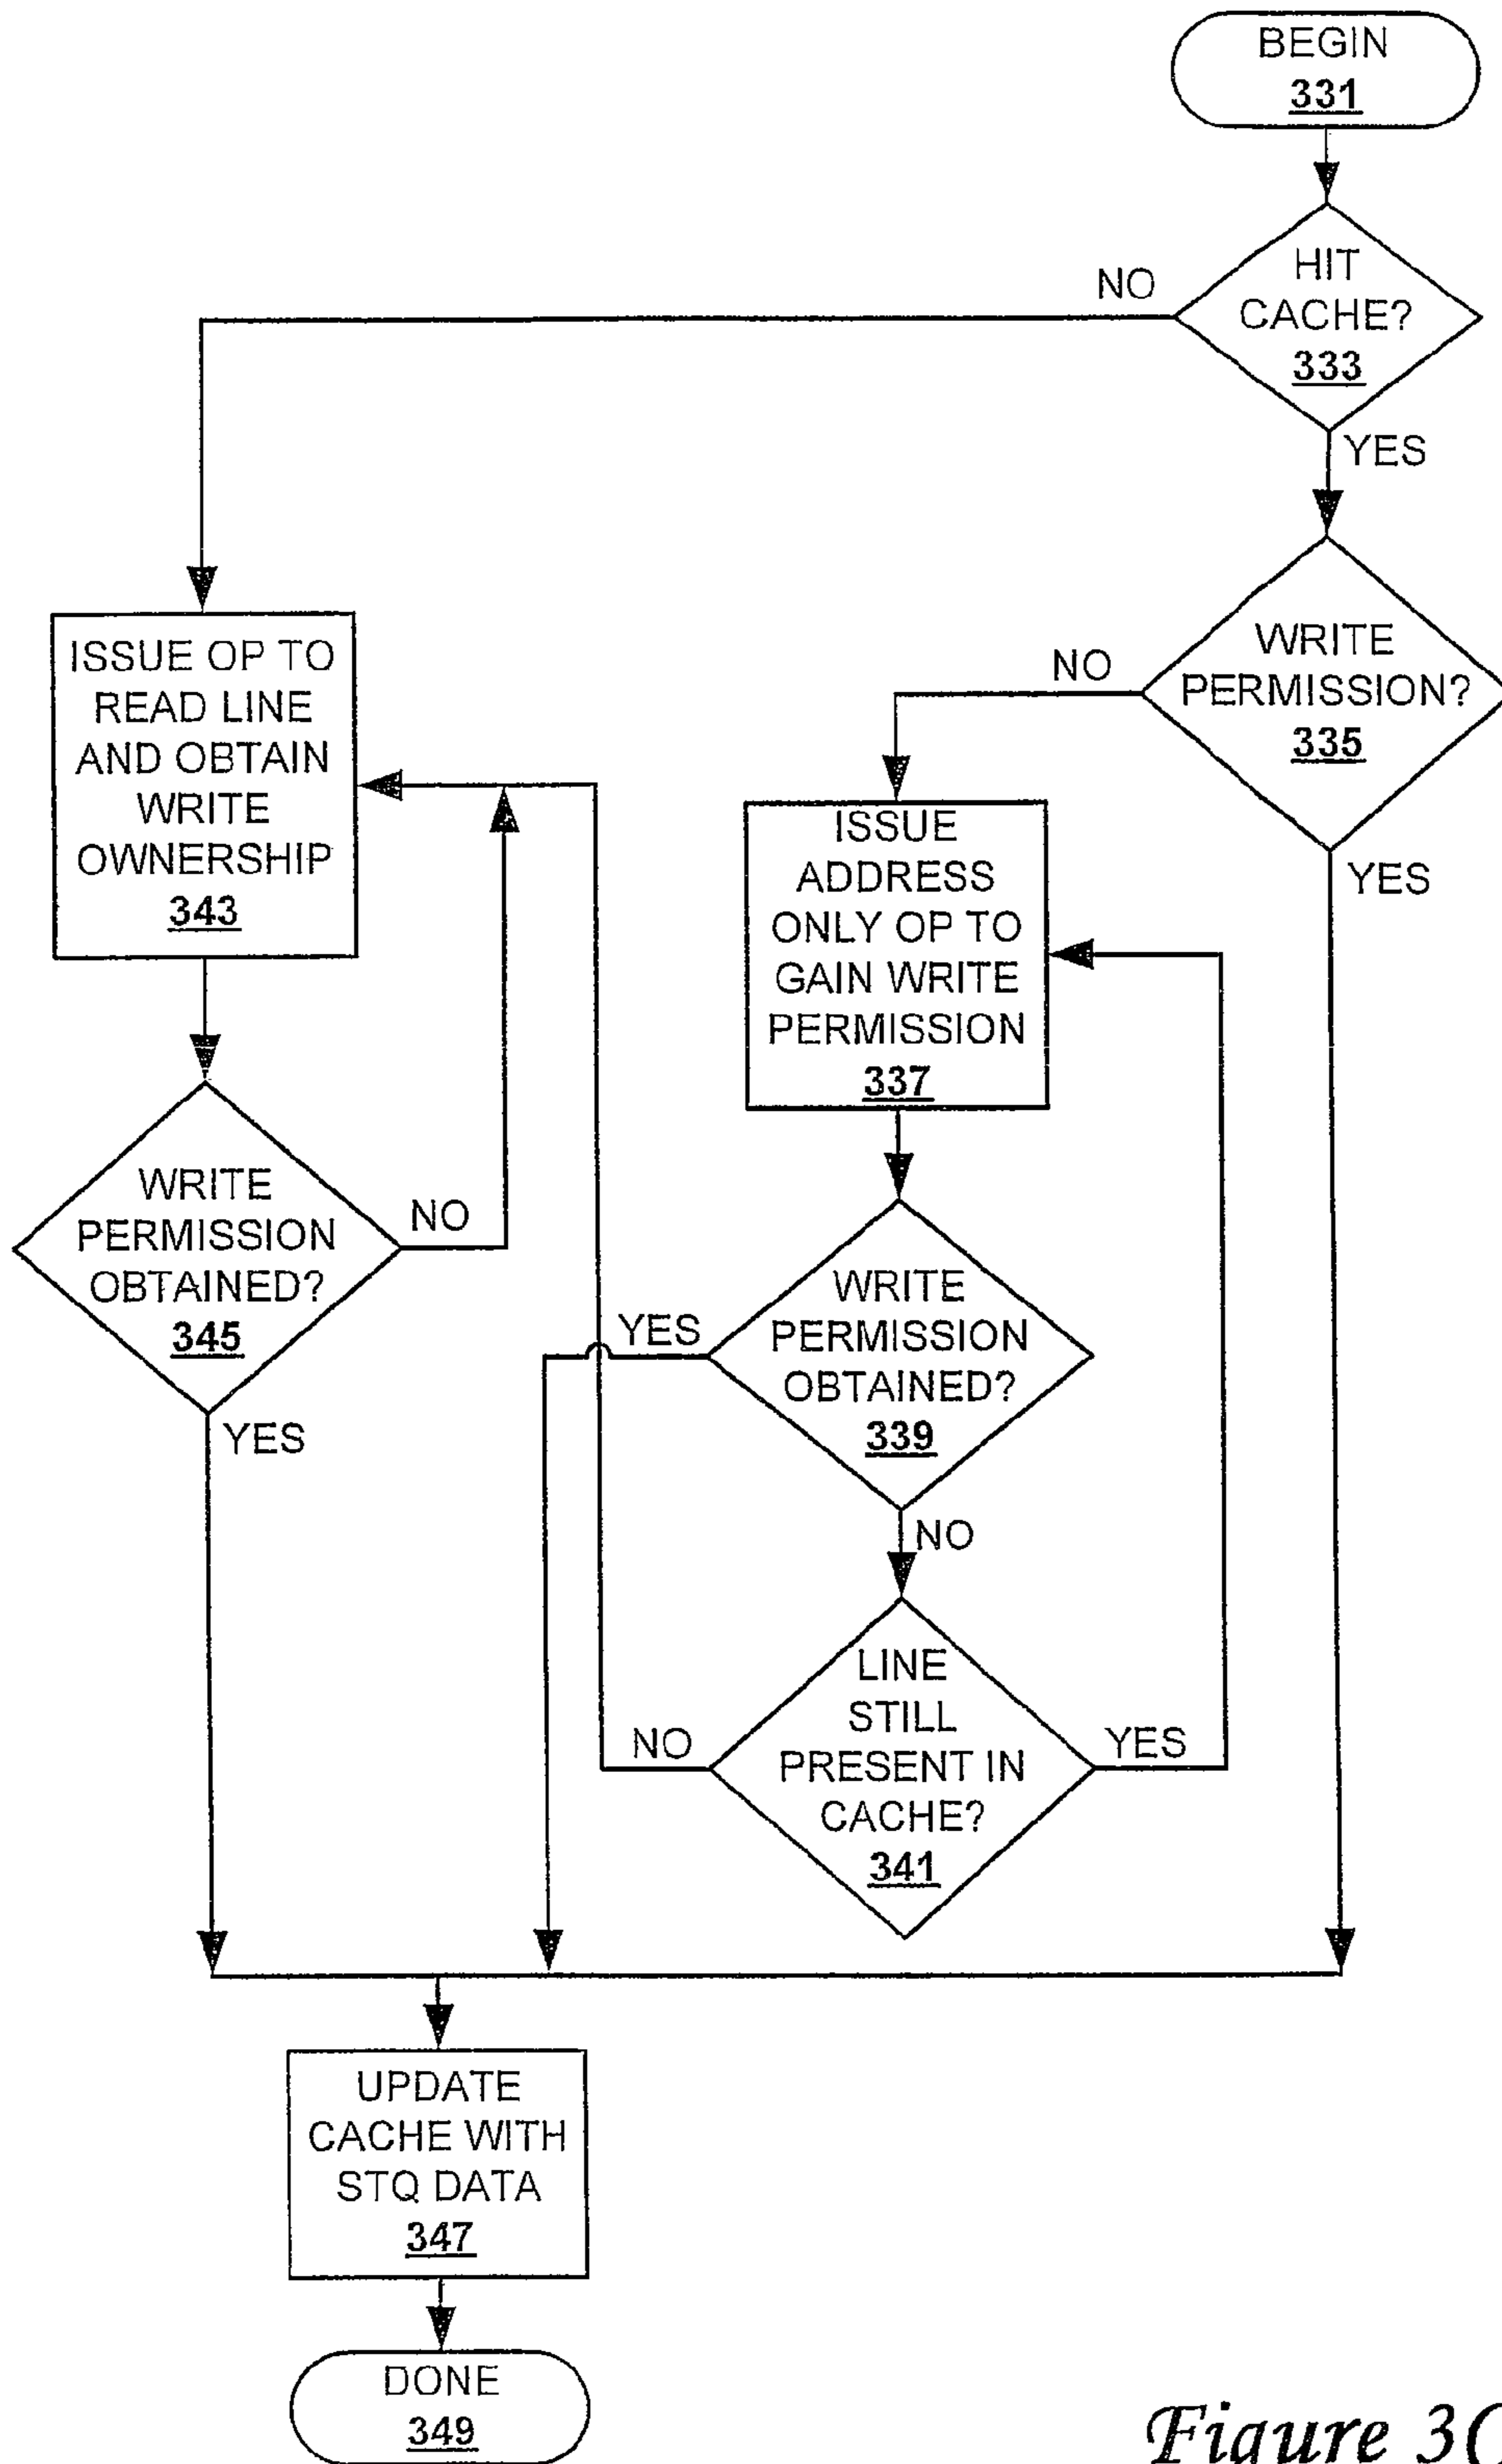 BEGIN
331
HIT
CACHE?
333
NO
YES
WRITE
PERMISSION?
335
NO
YES
ISSUE OP TO
READ LINE
AND OBTAIN
WRITE
OWNERSHIP
343
ISSUE
ADDRESS
ONLY OP TO
GAIN WRITE
PERMISSION
337
WRITE
PERMISSION
OBTAINED?
345
NO
YES
WRITE
PERMISSION
OBTAINED?
339
YES
NO
LINE
STILL
PRESENT IN
CACHE?
341
NO
YES
UPDATE
CACHE WITH
STQ DATA
347
DONE
349
Figure